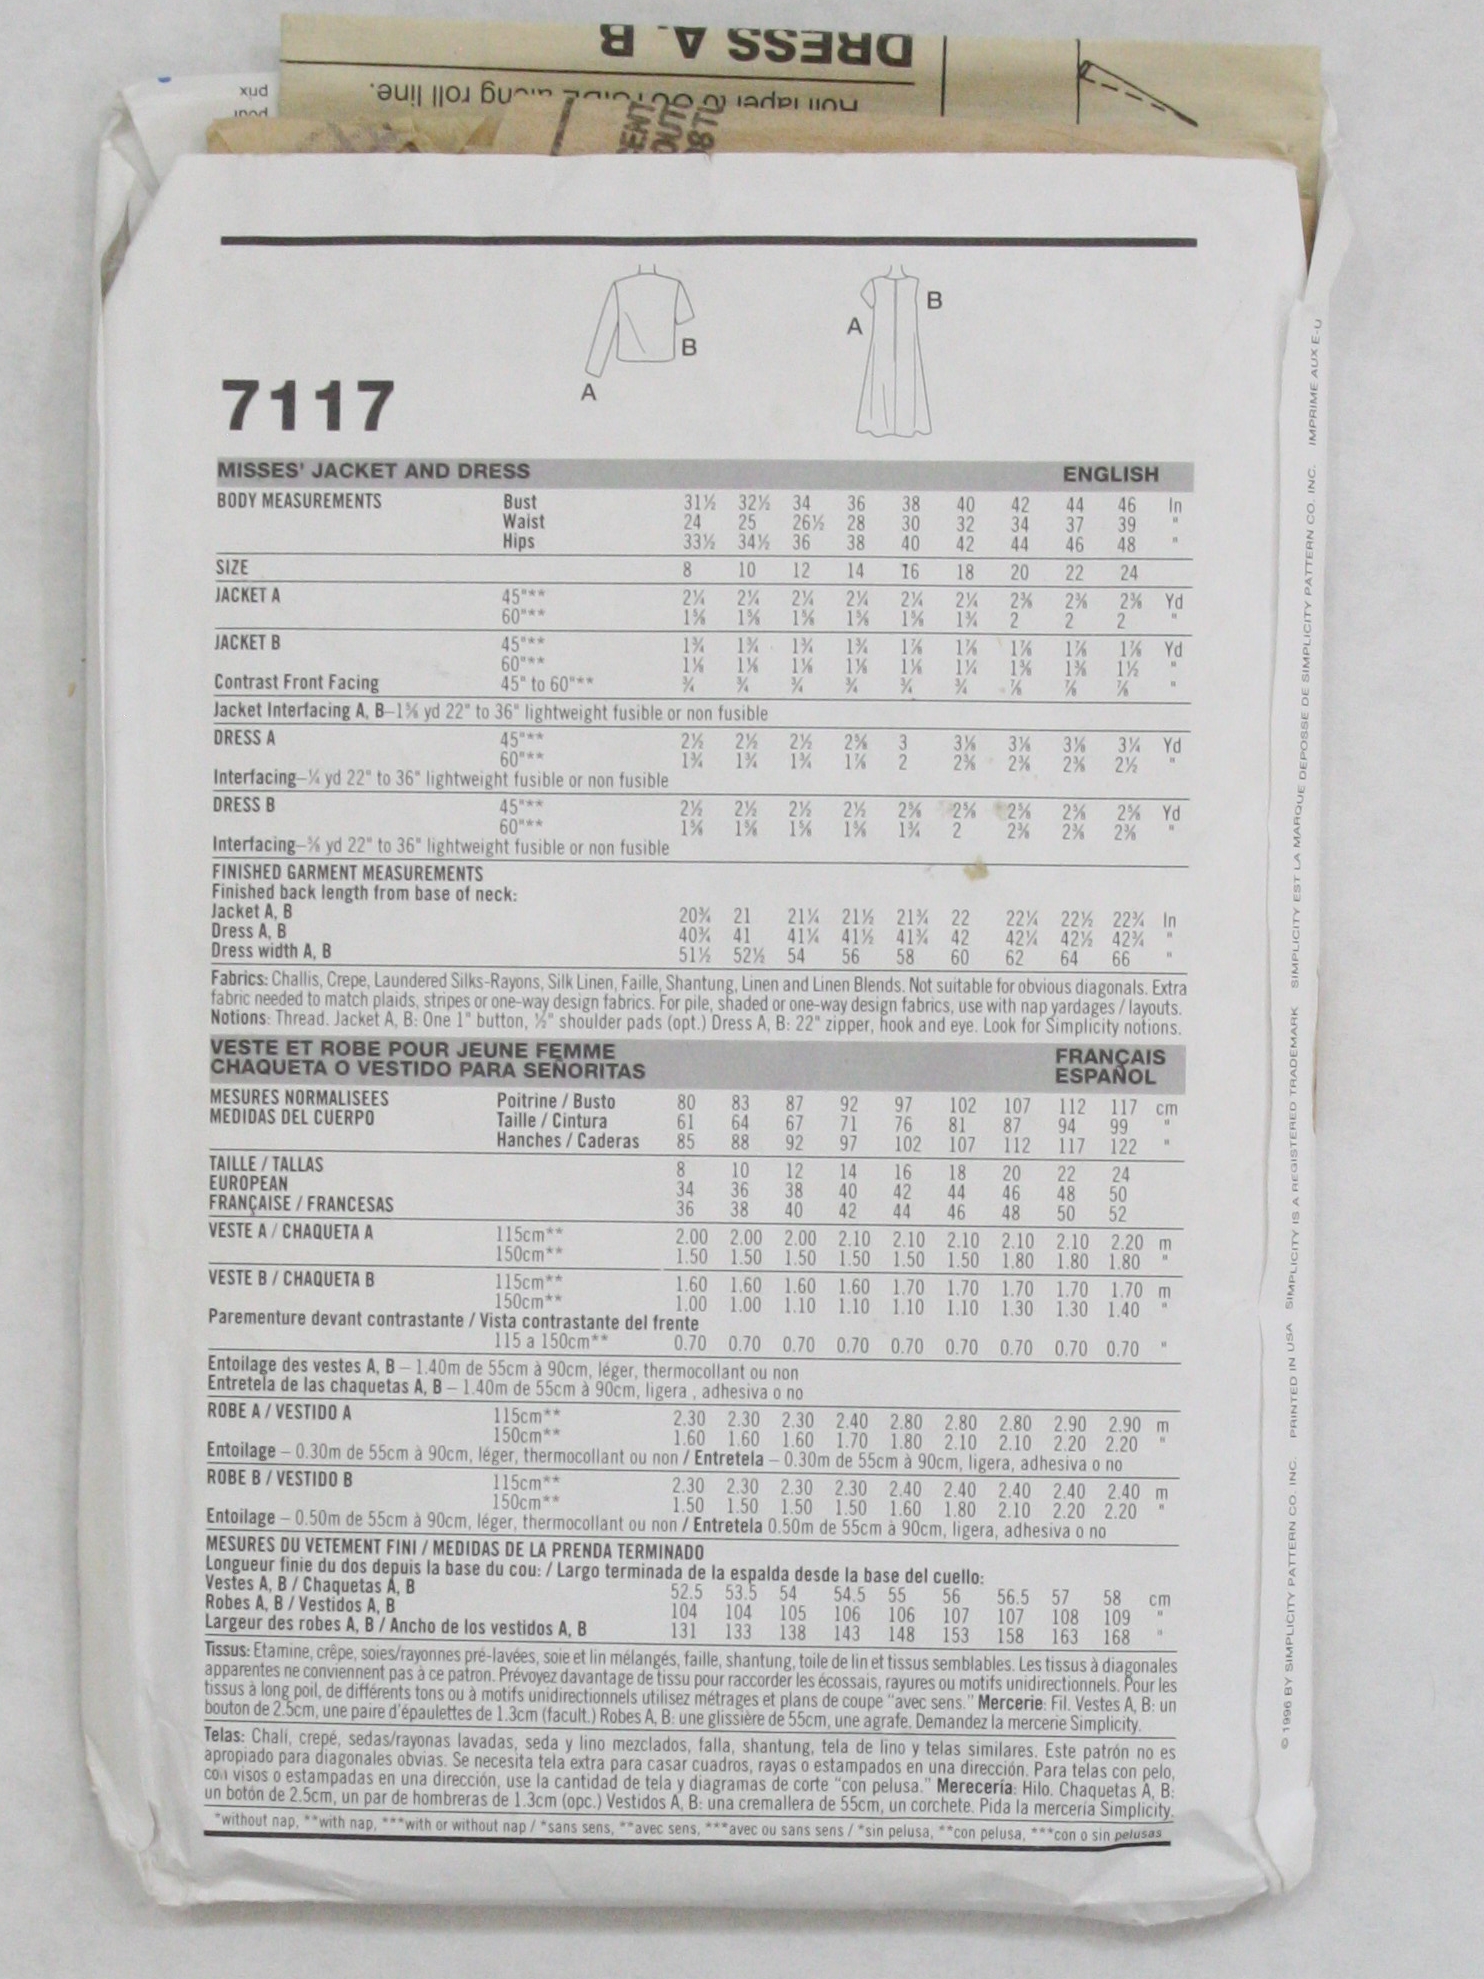 DRESS A, B
along roll line.
prix
pour
A
B
A
B
7117
MISSES' JACKET AND DRESS ENGLISH
BODY MEASUREMENTS Bust 31½ 32½ 34 36 38 40 42 44 46 In
Waist 24 25 26½ 28 30 32 34 37 39 "
Hips 33½ 34½ 36 38 40 42 44 46 48 "
SIZE 8 10 12 14 16 18 20 22 24
JACKET A 45"** 2¼ 2¼ 2¼ 2¼ 2¼ 2¼ 2⅜ 2⅜ 2⅜ Yd
60"** 1⅝ 1⅝ 1⅝ 1⅝ 1⅝ 1¾ 2 2 2 "
JACKET B 45"** 1¾ 1¾ 1¾ 1¾ 1⅞ 1⅞ 1⅞ 1⅞ 1⅞ Yd
60"** 1⅛ 1⅛ 1⅛ 1⅛ 1⅛ 1¼ 1⅜ 1⅜ 1½ "
Contrast Front Facing 45" to 60"** ¾ ¾ ¾ ¾ ¾ ¾ ⅞ ⅞ ⅞ "
Jacket Interfacing A, B–1⅝ yd 22" to 36" lightweight fusible or non fusible
DRESS A 45"** 2½ 2½ 2½ 2⅝ 3 3⅛ 3⅛ 3⅛ 3¼ Yd
60"** 1¾ 1¾ 1¾ 1⅞ 2 2⅜ 2⅜ 2⅜ 2½ "
Interfacing–¼ yd 22" to 36" lightweight fusible or non fusible
DRESS B 45"** 2½ 2½ 2½ 2½ 2⅝ 2⅝ 2⅝ 2⅝ 2⅝ Yd
60"** 1⅝ 1⅝ 1⅝ 1⅝ 1¾ 2 2⅜ 2⅜ 2⅜ "
Interfacing–⅝ yd 22" to 36" lightweight fusible or non fusible
FINISHED GARMENT MEASUREMENTS
Finished back length from base of neck:
Jacket A, B 20¾ 21 21¼ 21½ 21¾ 22 22¼ 22½ 22¾ In
Dress A, B 40¾ 41 41¼ 41½ 41¾ 42 42¼ 42½ 42¾ "
Dress width A, B 51½ 52½ 54 56 58 60 62 64 66 "
Fabrics: Challis, Crepe, Laundered Silks-Rayons, Silk Linen, Faille, Shantung, Linen and Linen Blends. Not suitable for obvious diagonals. Extra
fabric needed to match plaids, stripes or one-way design fabrics. For pile, shaded or one-way design fabrics, use with nap yardages / layouts.
Notions: Thread. Jacket A, B: One 1" button, ½" shoulder pads (opt.) Dress A, B: 22" zipper, hook and eye. Look for Simplicity notions.
VESTE ET ROBE POUR JEUNE FEMME FRANÇAIS
CHAQUETA O VESTIDO PARA SEÑORITAS ESPAÑOL
MESURES NORMALISEES Poitrine / Busto 80 83 87 92 97 102 107 112 117 cm
MEDIDAS DEL CUERPO Taille / Cintura 61 64 67 71 76 81 87 94 99 "
Hanches / Caderas 85 88 92 97 102 107 112 117 122 "
TAILLE / TALLAS 8 10 12 14 16 18 20 22 24
EUROPEAN 34 36 38 40 42 44 46 48 50
FRANÇAISE / FRANCESAS 36 38 40 42 44 46 48 50 52
VESTE A / CHAQUETA A 115cm** 2.00 2.00 2.00 2.10 2.10 2.10 2.10 2.10 2.20 m
150cm** 1.50 1.50 1.50 1.50 1.50 1.50 1.80 1.80 1.80 "
VESTE B / CHAQUETA B 115cm** 1.60 1.60 1.60 1.60 1.70 1.70 1.70 1.70 1.70 m
150cm** 1.00 1.00 1.10 1.10 1.10 1.10 1.30 1.30 1.40 "
Parementure devant contrastante / Vista contrastante del frente
115 a 150cm** 0.70 0.70 0.70 0.70 0.70 0.70 0.70 0.70 0.70 "
Entoilage des vestes A, B – 1.40m de 55cm à 90cm, léger, thermocollant ou non
Entretela de las chaquetas A, B – 1.40m de 55cm à 90cm, ligera , adhesiva o no
ROBE A / VESTIDO A 115cm** 2.30 2.30 2.30 2.40 2.80 2.80 2.80 2.90 2.90 m
150cm** 1.60 1.60 1.60 1.70 1.80 2.10 2.10 2.20 2.20 "
Entoilage – 0.30m de 55cm à 90cm, léger, thermocollant ou non / Entretela – 0.30m de 55cm à 90cm, ligera, adhesiva o no
ROBE B / VESTIDO B 115cm** 2.30 2.30 2.30 2.30 2.40 2.40 2.40 2.40 2.40 m
150cm** 1.50 1.50 1.50 1.50 1.60 1.80 2.10 2.20 2.20 "
Entoilage – 0.50m de 55cm à 90cm, léger, thermocollant ou non / Entretela 0.50m de 55cm à 90cm, ligera, adhesiva o no
MESURES DU VETEMENT FINI / MEDIDAS DE LA PRENDA TERMINADO
Longueur finie du dos depuis la base du cou: / Largo terminada de la espalda desde la base del cuello:
Vestes A, B / Chaquetas A, B 52.5 53.5 54 54.5 55 56 56.5 57 58 cm
Robes A, B / Vestidos A, B 104 104 105 106 106 107 107 108 109 "
Largeur des robes A, B / Ancho de los vestidos A, B 131 133 138 143 148 153 158 163 168 "
Tissus: Etamine, crêpe, soies/rayonnes pré-lavées, soie et lin mélangés, faille, shantung, toile de lin et tissus semblables. Les tissus à diagonales
apparentes ne conviennent pas à ce patron. Prévoyez davantage de tissu pour raccorder les écossais, rayures ou motifs unidirectionnels. Pour les
tissus à long poil, de différents tons ou à motifs unidirectionnels utilisez métrages et plans de coupe "avec sens." Mercerie: Fil. Vestes A, B: un
bouton de 2.5cm, une paire d'épaulettes de 1.3cm (facult.) Robes A, B: une glissière de 55cm, une agrafe. Demandez la mercerie Simplicity.
Telas: Chalí, crepé, sedas/rayonas lavadas, seda y lino mezclados, falla, shantung, tela de lino y telas similares. Este patrón no es
apropiado para diagonales obvias. Se necesita tela extra para casar cuadros, rayas o estampados en una dirección. Para telas con pelo,
con visos o estampadas en una dirección, use la cantidad de tela y diagramas de corte "con pelusa." Merecería: Hilo. Chaquetas A, B:
un botón de 2.5cm, un par de hombreras de 1.3cm (opc.) Vestidos A, B: una cremallera de 55cm, un corchete. Pida la mercería Simplicity.
*without nap, **with nap, ***with or without nap / *sans sens, **avec sens, ***avec ou sans sens / *sin pelusa, **con pelusa, ***con o sin pelusas
© 1996 BY SIMPLICITY PATTERN CO. INC. PRINTED IN USA SIMPLICITY IS A REGISTERED TRADEMARK SIMPLICITY EST LA MARQUE DEPOSSE DE SIMPLICITY PATTERN CO. INC. IMPRIME AUX E-U